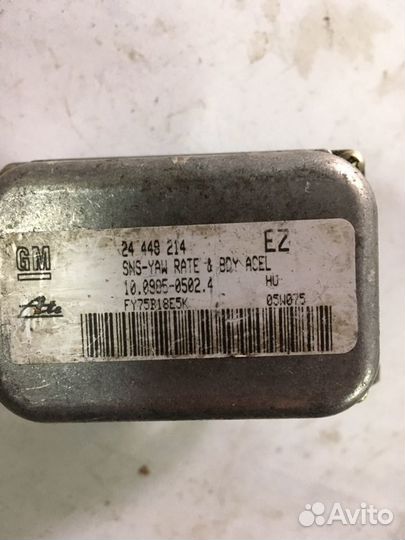 GM
24 448 214 EZ
SNS-YAW RATE & BDY ACEL
10.0985-0502.4 HU
Ate FY75B18E5K 05W075
Avito